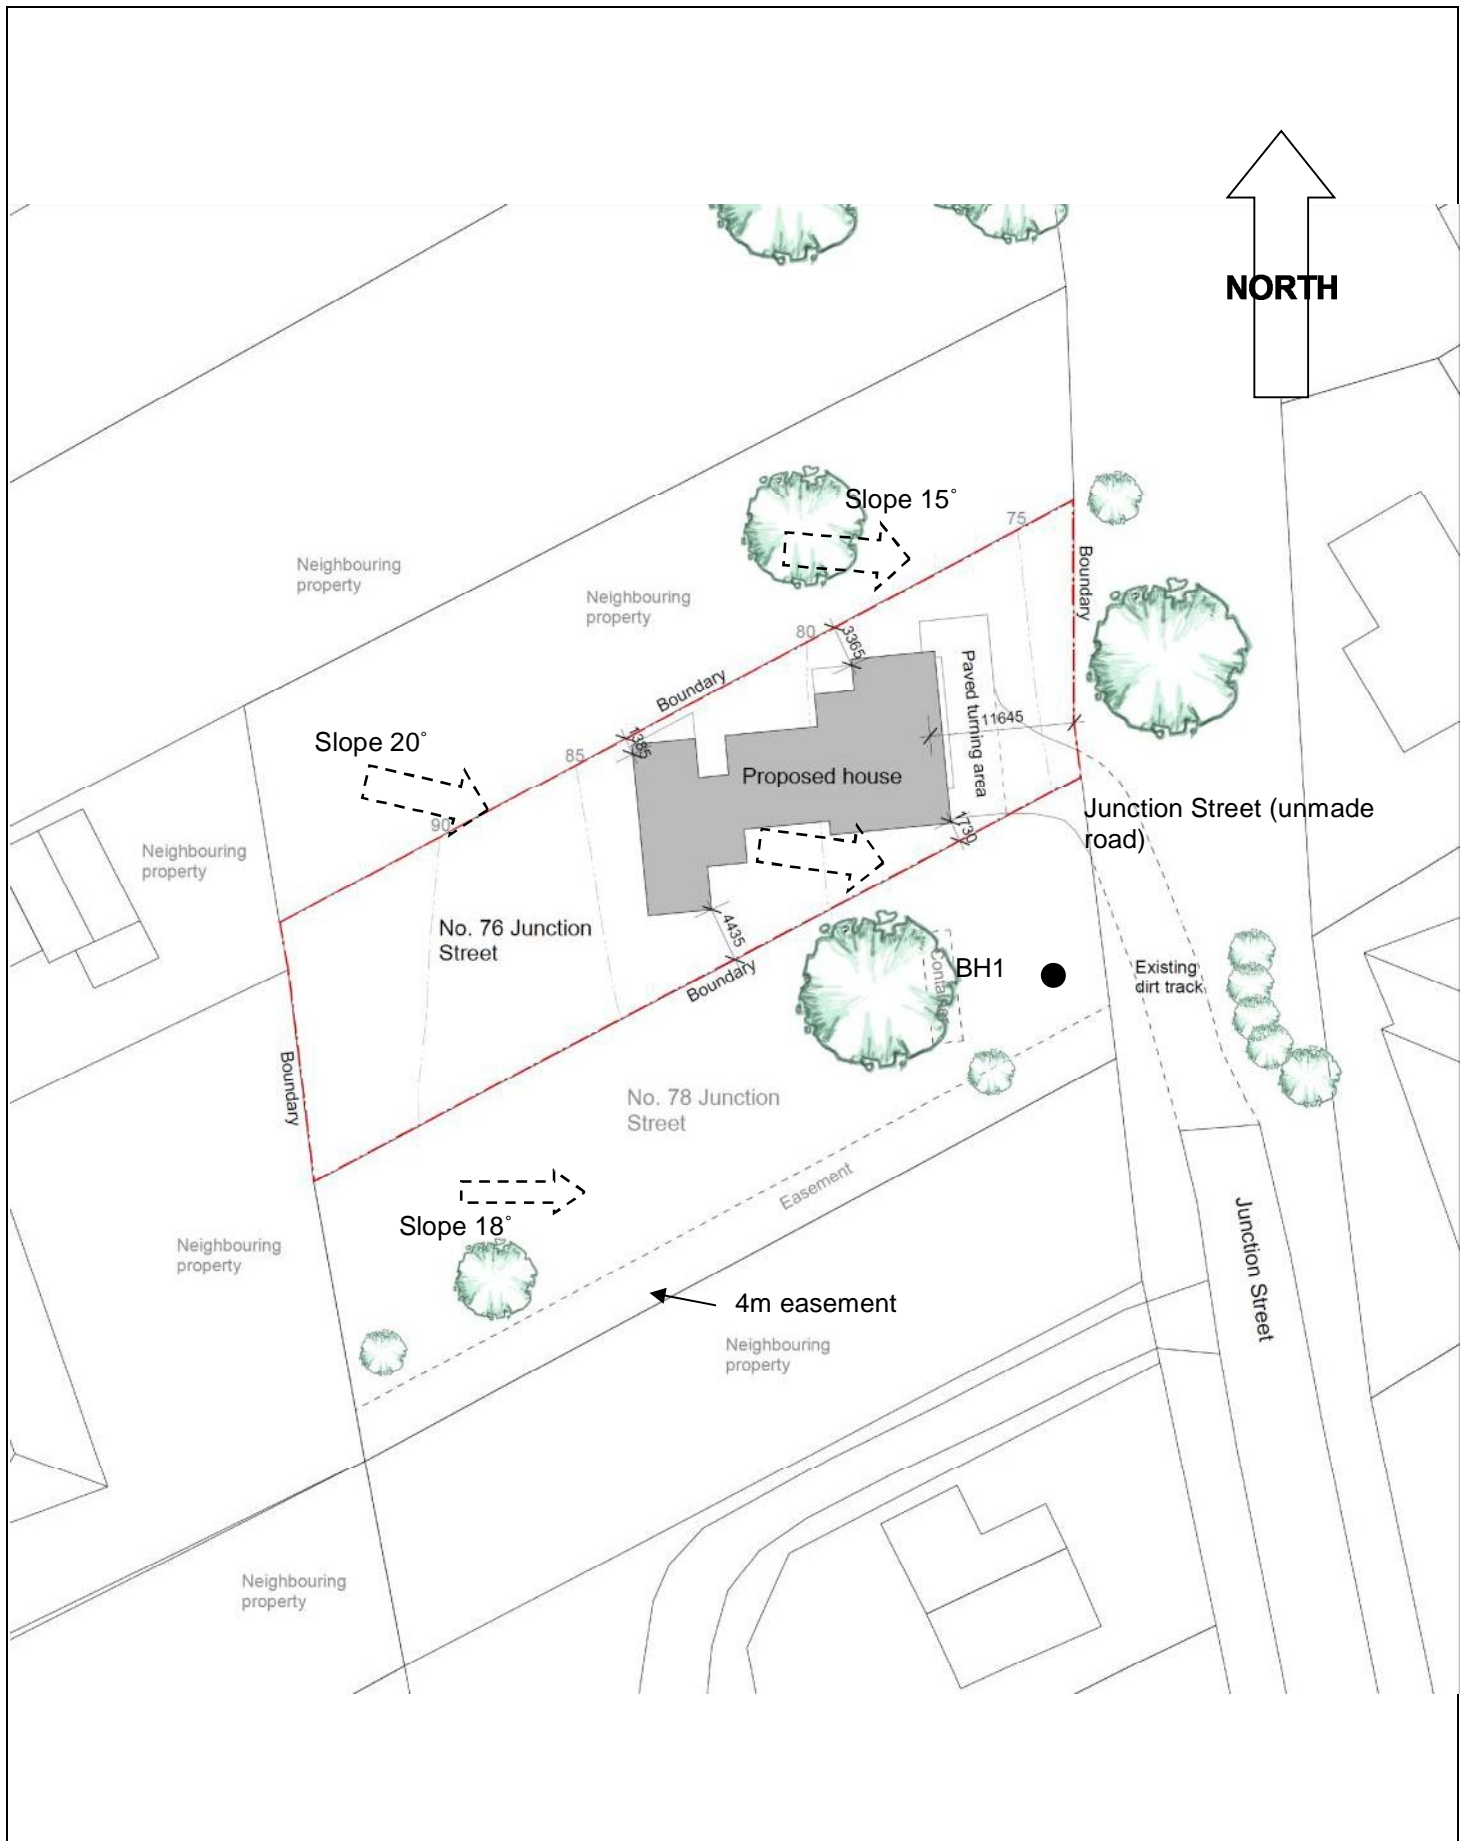 NORTH
Slope 15°
75
Neighbouring
property
Neighbouring
property
Boundary
80
3365
Boundary
Paved turning area
11645
Slope 20°
1385
85
Proposed house
90
Junction Street (unmade
road)
1730
Neighbouring
property
No. 76 Junction
Street
4435
Boundary
BH1
Existing
dirt track
Boundary
No. 78 Junction
Street
Easement
Slope 18°
Neighbouring
property
Junction Street
4m easement
Neighbouring
property
Neighbouring
property